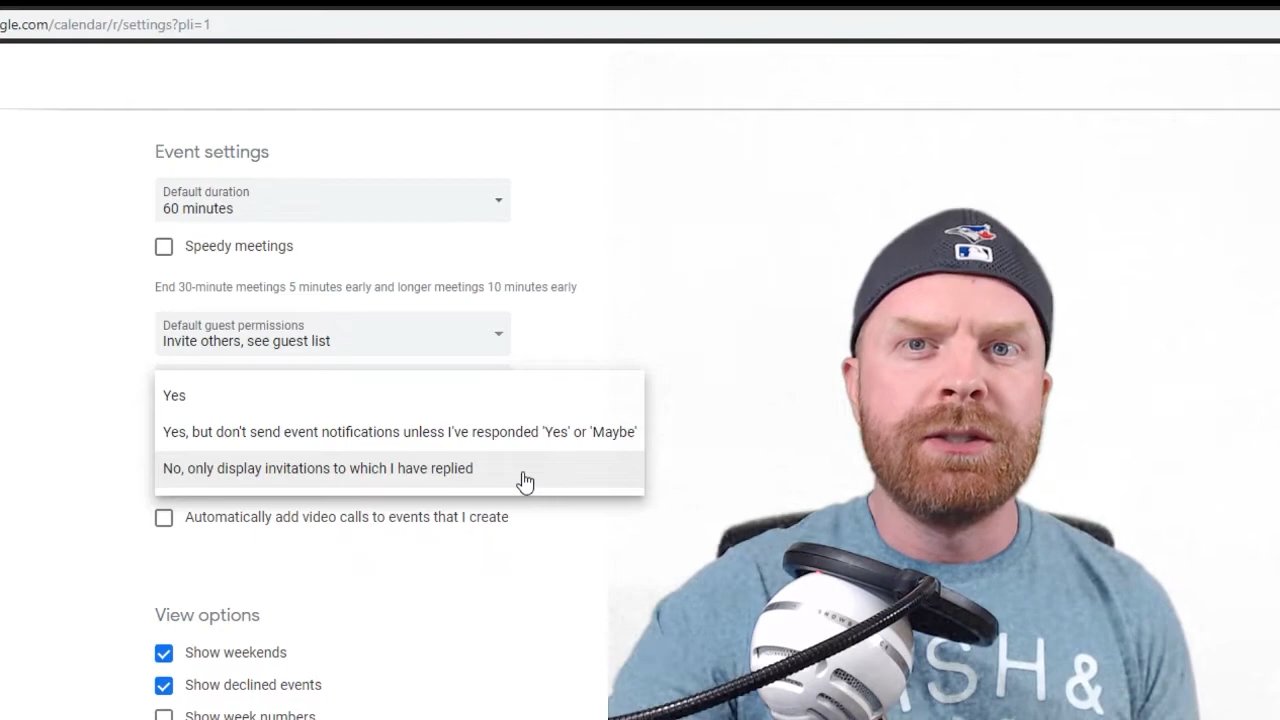 gle.com/calendar/r/settings?pli=1
Event settings
Default duration
60 minutes
Speedy meetings
End 30-minute meetings 5 minutes early and longer meetings 10 minutes early
Default guest permissions
Invite others, see guest list
Yes
Yes, but don't send event notifications unless I've responded 'Yes' or 'Maybe'
No, only display invitations to which I have replied
Automatically add video calls to events that I create
View options
Show weekends
Show declined events
Show week numbers
SH &